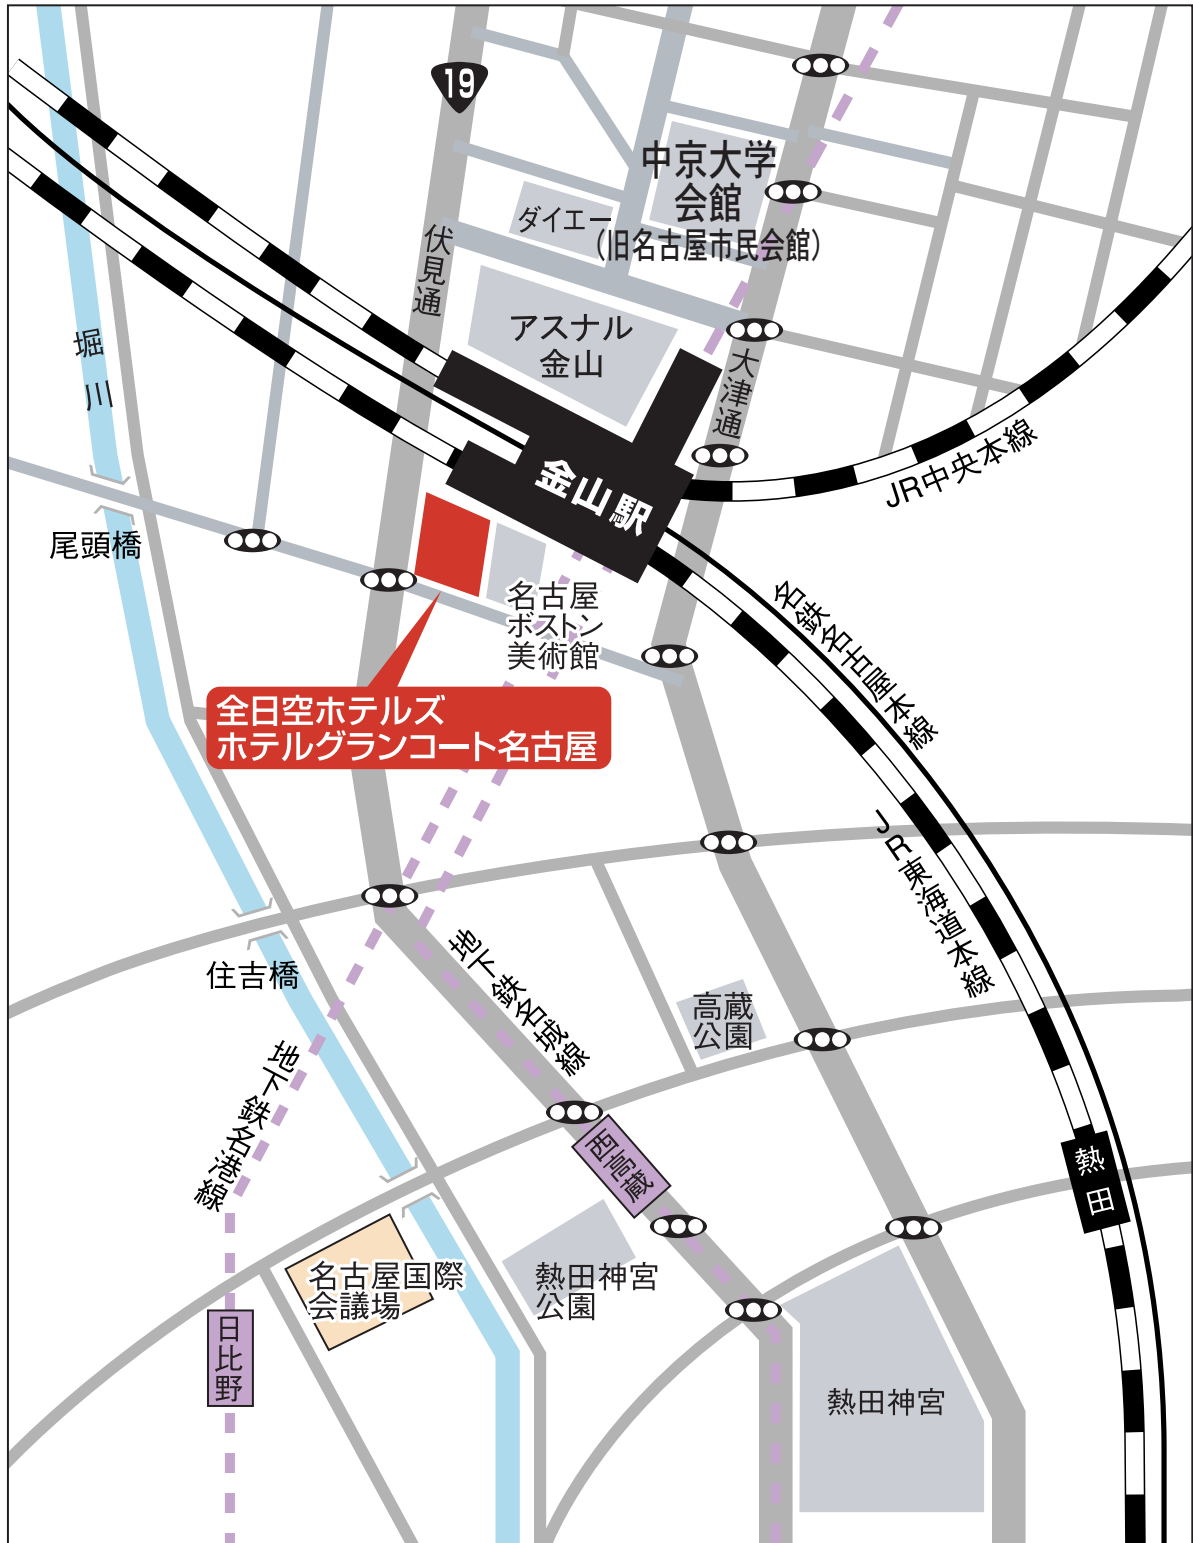 19
中京大学
会館
(旧名古屋市民会館)
ダイエー
伏見通
アスナル
金山
堀川
大津通
JR中央本線
金山駅
尾頭橋
名古屋
ボストン
美術館
名鉄名古屋本線
全日空ホテルズ
ホテルグランコート名古屋
JR東海道本線
地下鉄名城線
住吉橋
高蔵
公園
地下鉄名港線
西高蔵
熱田
名古屋国際
会議場
熱田神宮
公園
日比野
熱田神宮